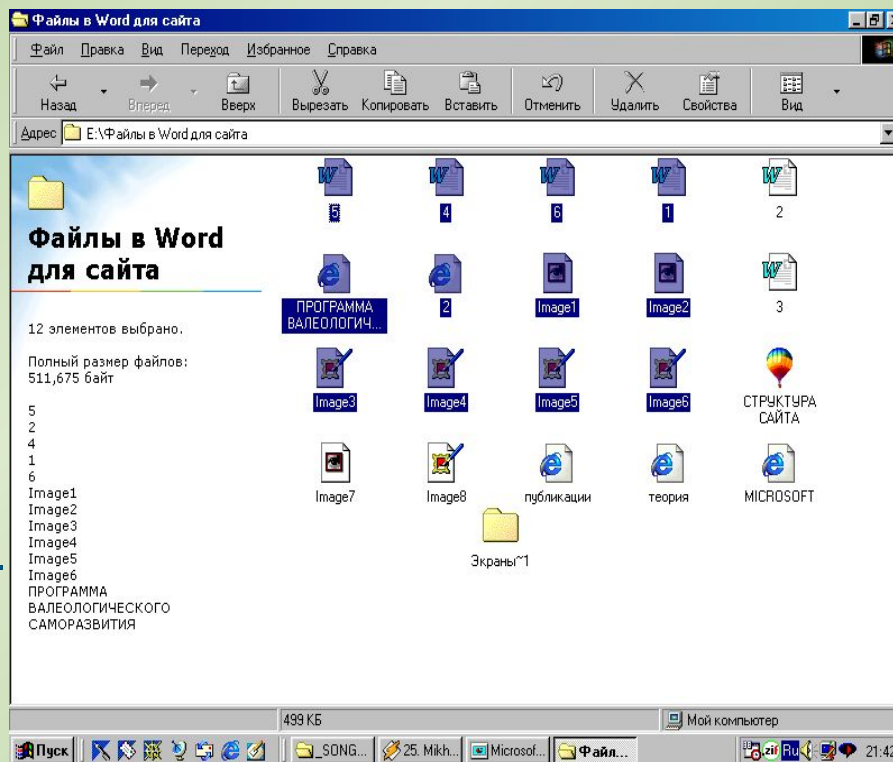 Файлы в Word для сайта
Файл Правка Вид Переход Избранное Справка
Назад Вперед Вверх Вырезать Копировать Вставить Отменить Удалить Свойства Вид
Адрес E:\Файлы в Word для сайта
Файлы в Word
для сайта
12 элементов выбрано.
Полный размер файлов:
511,675 байт
5
2
4
1
6
Image1
Image2
Image3
Image4
Image5
Image6
ПРОГРАММА
ВАЛЕОЛОГИЧЕСКОГО
САМОРАЗВИТИЯ
5 4 6 1 2
ПРОГРАММА
ВАЛЕОЛОГИЧ...
2 Image1 Image2 3
Image3 Image4 Image5 Image6 СТРУКТУРА
САЙТА
Image7 Image8 публикации теория MICROSOFT
Экраны~1
499 КБ Мой компьютер
Пуск _SONG... 25. Mikh... Microsof... Файл... zif Ru 21:42